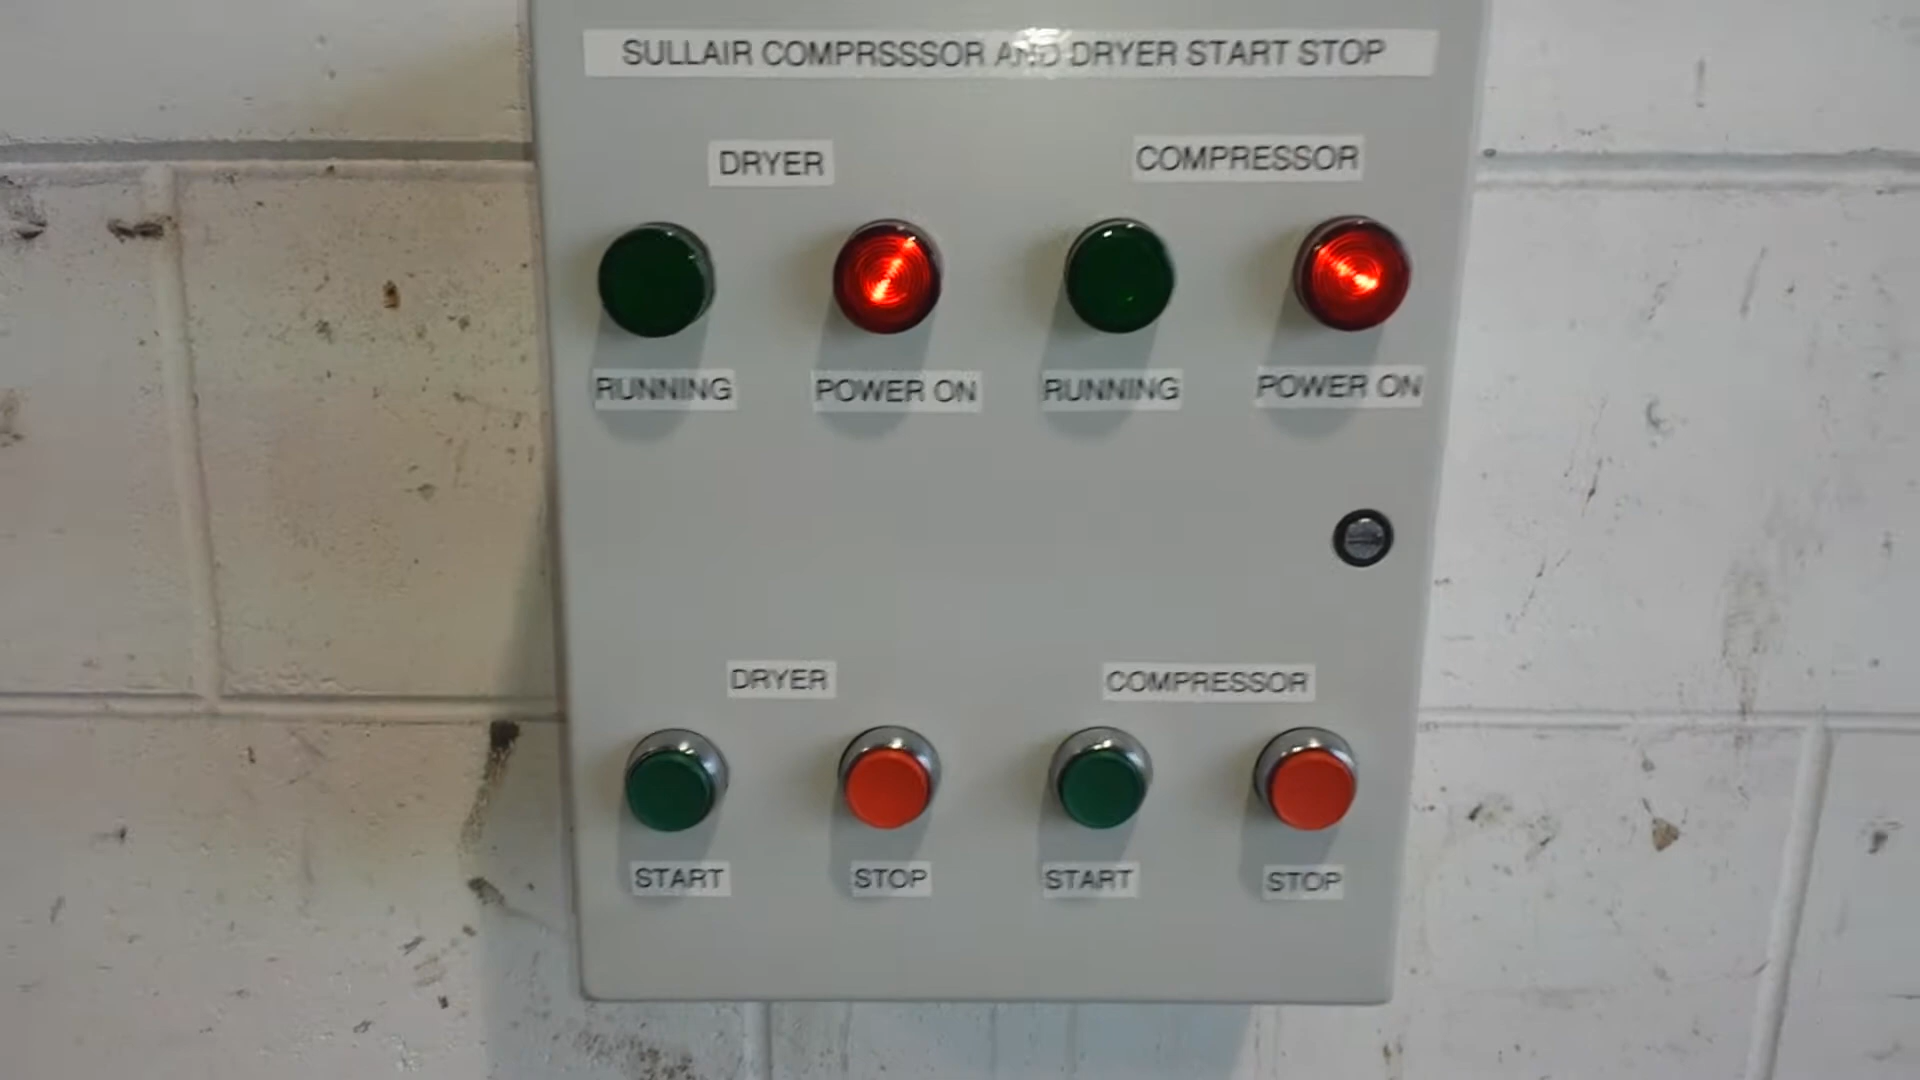 SULLAIR COMPRSSSOR AND DRYER START STOP
DRYER
COMPRESSOR
RUNNING
POWER ON
RUNNING
POWER ON
DRYER
COMPRESSOR
START
STOP
START
STOP